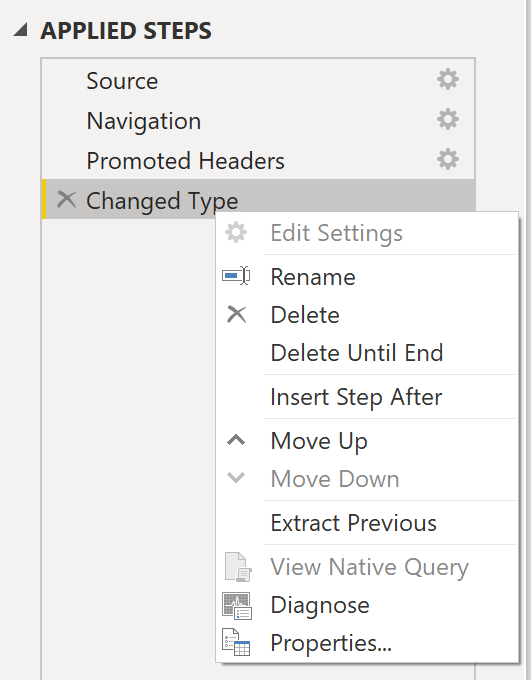 APPLIED STEPS
Source
Navigation
Promoted Headers
Changed Type
Edit Settings
Rename
Delete
Delete Until End
Insert Step After
Move Up
Move Down
Extract Previous
View Native Query
Diagnose
Properties...